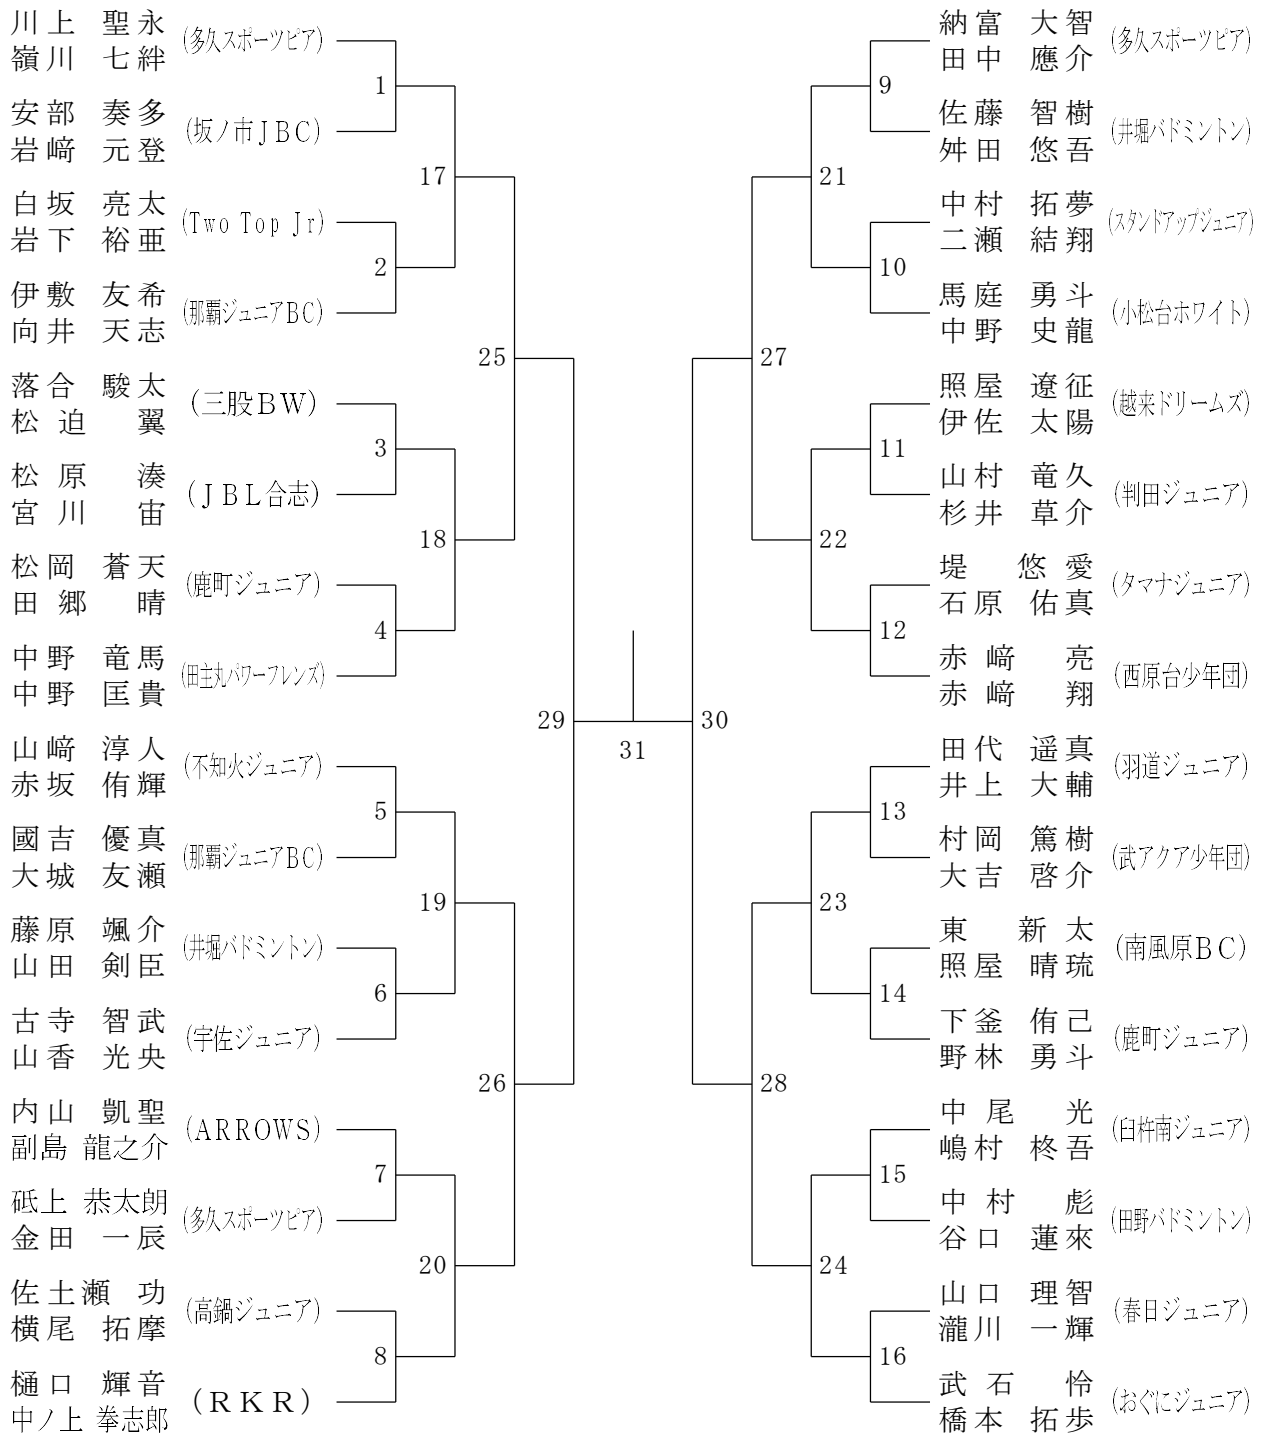 川上 聖永
嶺川 七絆
(多久スポーツピア)
1
安部 奏多
岩﨑 元登
(坂ノ市JBC)
17
白坂 亮太
岩下 裕亜
(Two Top Jr)
2
伊敷 友希
向井 天志
(那覇ジュニアBC)
25
落合 駿太
松迫 翼
(三股BW)
3
松原 湊
宮川 宙
(JBL合志)
18
松岡 蒼天
田郷 晴
(鹿町ジュニア)
4
中野 竜馬
中野 匡貴
(田主丸パワーフレンズ)
29
山﨑 淳人
赤坂 侑輝
(不知火ジュニア)
5
國吉 優真
大城 友瀬
(那覇ジュニアBC)
19
藤原 颯介
山田 剣臣
(井堀バドミントン)
6
古寺 智武
山香 光央
(宇佐ジュニア)
26
内山 凱聖
副島 龍之介
(ARROWS)
7
砥上 恭太朗
金田 一辰
(多久スポーツピア)
20
佐土瀬 功
横尾 拓摩
(高鍋ジュニア)
8
樋口 輝音
中ノ上 拳志郎
(RKR)
31
納富 大智
田中 應介
(多久スポーツピア)
9
佐藤 智樹
舛田 悠吾
(井堀バドミントン)
21
中村 拓夢
二瀬 結翔
(スタンドアップジュニア)
10
馬庭 勇斗
中野 史龍
(小松台ホワイト)
27
照屋 遼征
伊佐 太陽
(越来ドリームズ)
11
山村 竜久
杉井 草介
(判田ジュニア)
22
堤 悠愛
石原 佑真
(タマナジュニア)
12
赤﨑 亮
赤﨑 翔
(西原台少年団)
30
田代 遥真
井上 大輔
(羽道ジュニア)
13
村岡 篤樹
大吉 啓介
(武アクア少年団)
23
東 新太
照屋 晴琉
(南風原BC)
14
下釜 侑己
野林 勇斗
(鹿町ジュニア)
28
中尾 光
嶋村 柊吾
(臼杵南ジュニア)
15
中村 彪
谷口 蓮來
(田野バドミントン)
24
山口 理智
瀧川 一輝
(春日ジュニア)
16
武石 怜
橋本 拓歩
(おぐにジュニア)